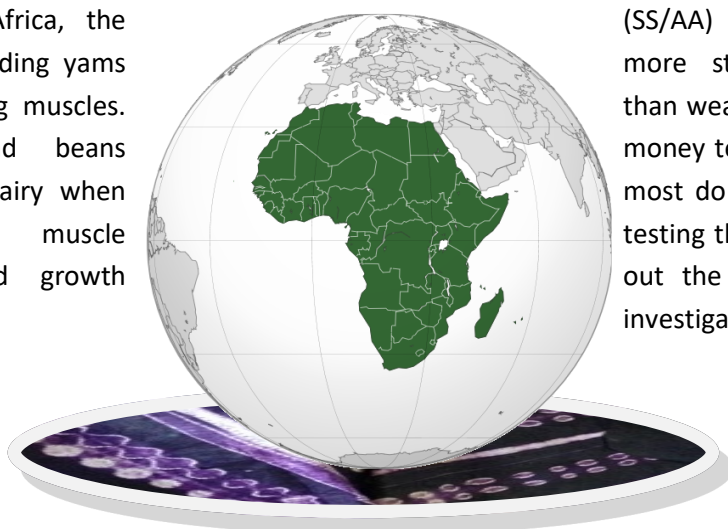 Africa, the
ding yams
g muscles.
d beans
airy when
muscle
d growth
(SS/AA)
more st
than wea
money to
most do
testing th
out the
investiga